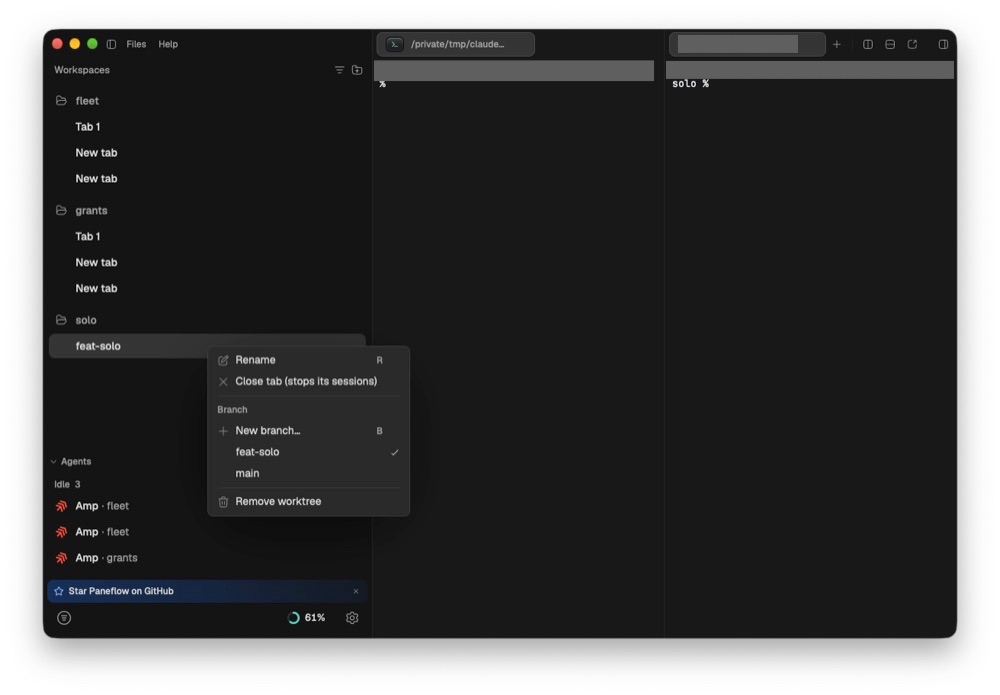 Files Help
/private/tmp/claude…
Workspaces
fleet
Tab 1
New tab
New tab
grants
Tab 1
New tab
New tab
solo
feat-solo
Rename R
Close tab (stops its sessions)
Branch
New branch… B
feat-solo
main
Remove worktree
Agents
Idle 3
Amp · fleet
Amp · fleet
Amp · grants
Star Paneflow on GitHub
61%
%
solo %